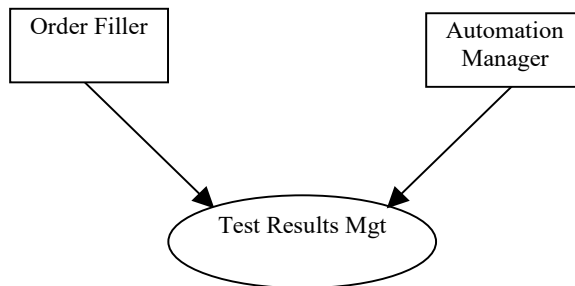 Order Filler
Automation
Manager
Test Results Mgt